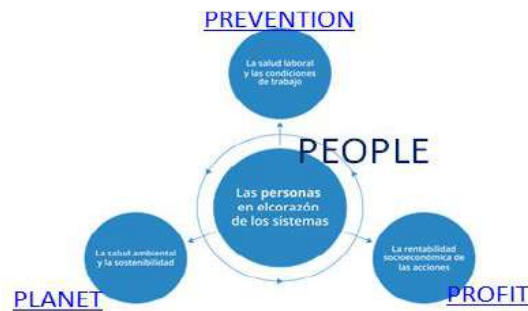 PREVENTION
La salud laboral
y las condiciones
de trabajo
PEOPLE
Las personas
en elcorazón
de los sistemas
La salud ambiental
y la sostenibilidad
La rentabilidad
socioeconómica de
las acciones
PLANET
PROFIT